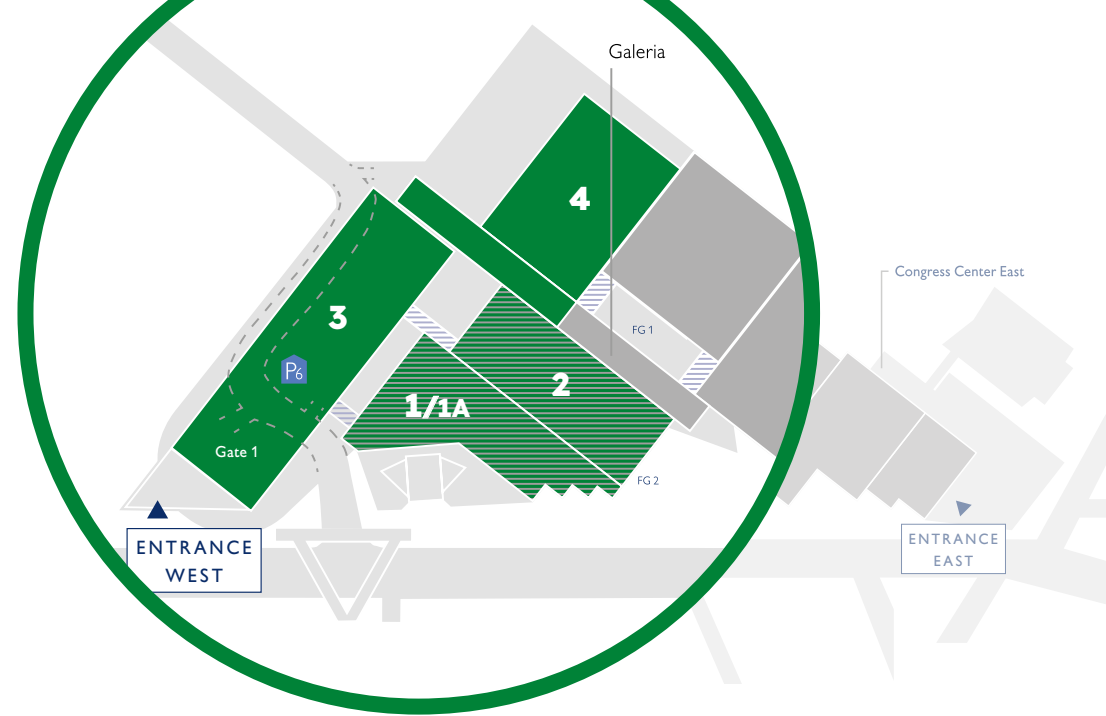 Galeria
4
Congress Center East
3
FG 1
P6
2
1/1A
Gate 1
FG 2
ENTRANCE
WEST
ENTRANCE
EAST